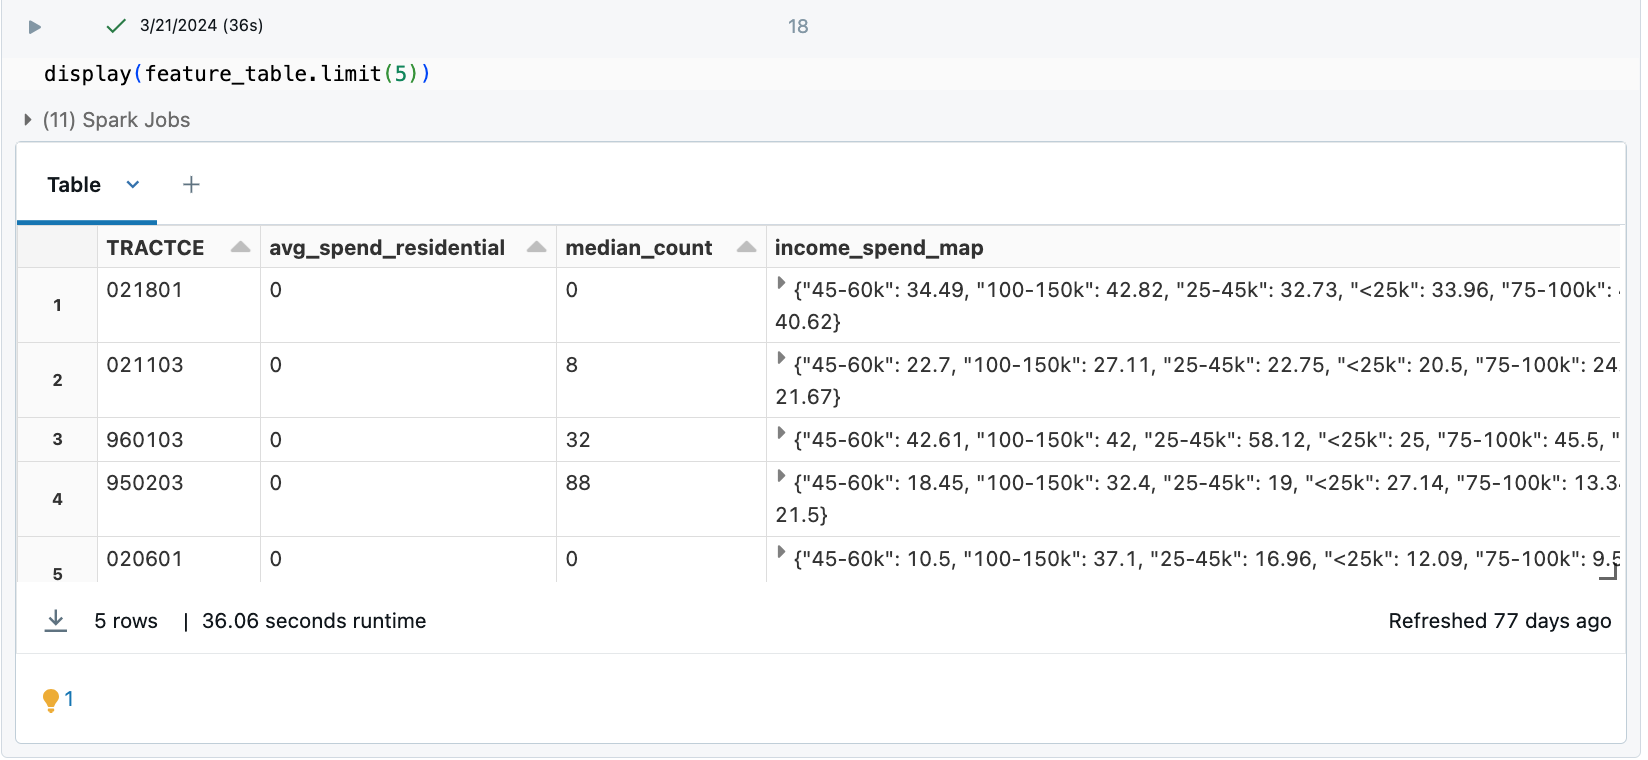 3/21/2024 (36s)
18
display(feature_table.limit(5))
(11) Spark Jobs
Table
TRACTCE avg_spend_residential median_count income_spend_map
1 021801 0 0 {"45-60k": 34.49, "100-150k": 42.82, "25-45k": 32.73, "<25k": 33.96, "75-100k":
40.62}
2 021103 0 8 {"45-60k": 22.7, "100-150k": 27.11, "25-45k": 22.75, "<25k": 20.5, "75-100k": 24.
21.67}
3 960103 0 32 {"45-60k": 42.61, "100-150k": 42, "25-45k": 58.12, "<25k": 25, "75-100k": 45.5, "
4 950203 0 88 {"45-60k": 18.45, "100-150k": 32.4, "25-45k": 19, "<25k": 27.14, "75-100k": 13.3
21.5}
5 020601 0 0 {"45-60k": 10.5, "100-150k": 37.1, "25-45k": 16.96, "<25k": 12.09, "75-100k": 9.5
5 rows | 36.06 seconds runtime
Refreshed 77 days ago
1